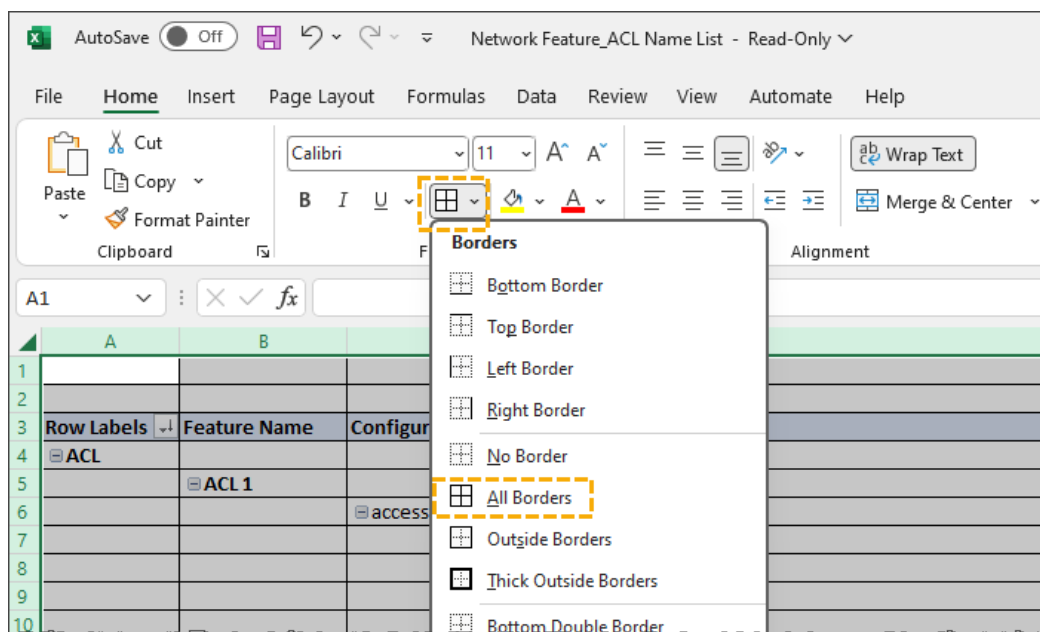 AutoSave Off Network Feature_ACL Name List - Read-Only
File Home Insert Page Layout Formulas Data Review View Automate Help
Paste
Cut
Copy
Format Painter
Clipboard
Calibri 11
B I U A
ab Wrap Text
Merge & Center
Alignment
A1 fx
Borders
Bottom Border
Top Border
Left Border
Right Border
No Border
All Borders
Outside Borders
Thick Outside Borders
Bottom Double Border
A B
1
2
3 Row Labels Feature Name Configur
4 ACL
5 ACL 1
6 access
7
8
9
10